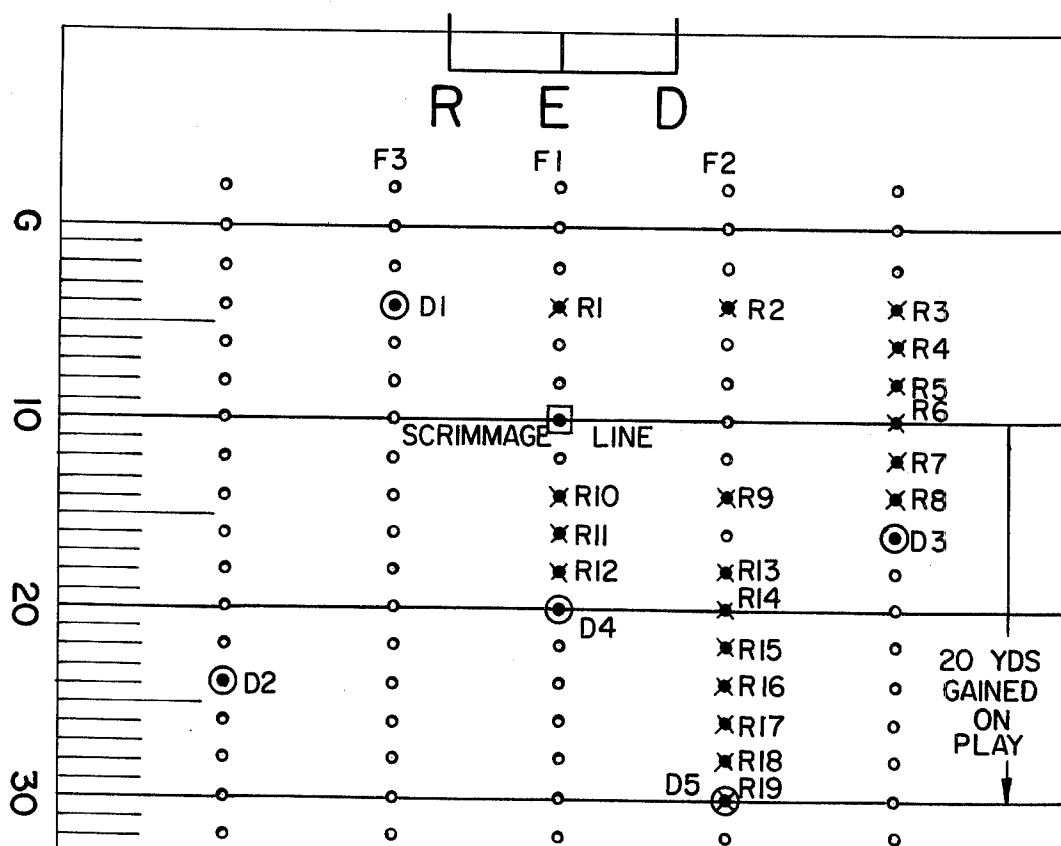 R E D
F3 F1 F2
G
D1 R1 R2 R3
R4
R5
10 R6
SCRIMMAGE LINE
R7
R10 R9 R8
R11 D3
R12 R13
20 R14
D4
R15
D2 R16
R17
R18
D5 R19
30
20 YDS
GAINED
ON
PLAY